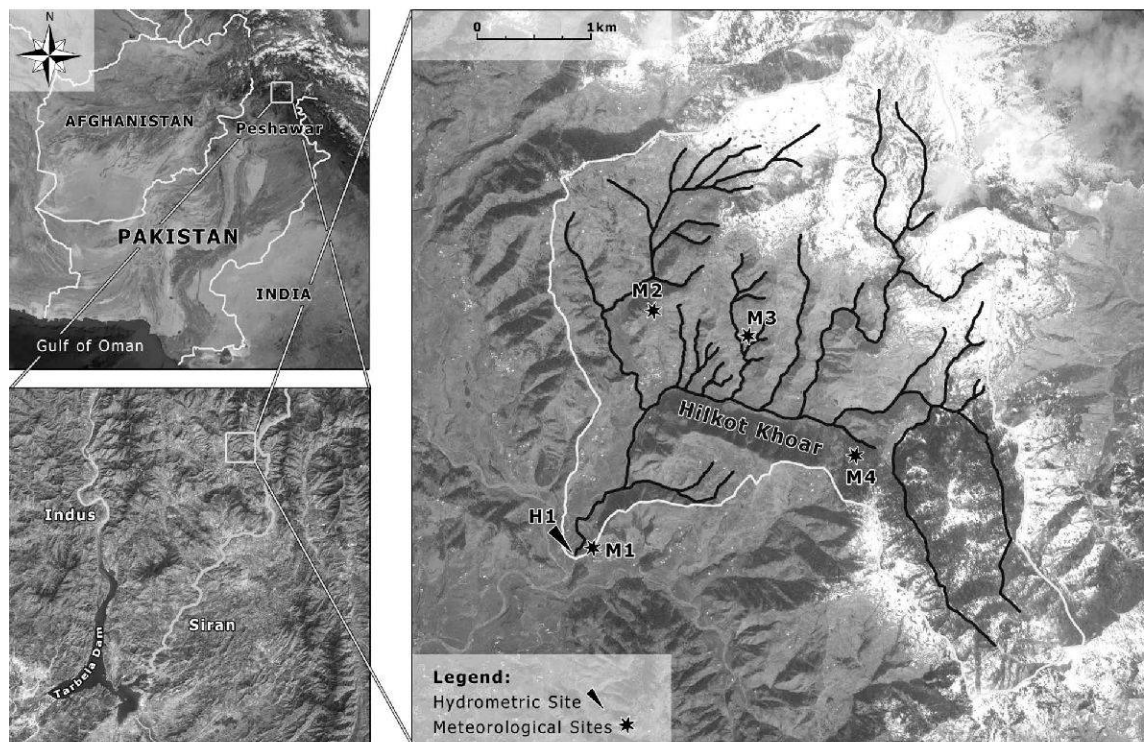 N
AFGHANISTAN
Peshawar
PAKISTAN
INDIA
Gulf of Oman
Indus
Siran
Tarbela Dam
0 1km
M2
M3
Hilkot Khoar
M4
H1
M1
Legend:
Hydrometric Site
Meteorological Sites